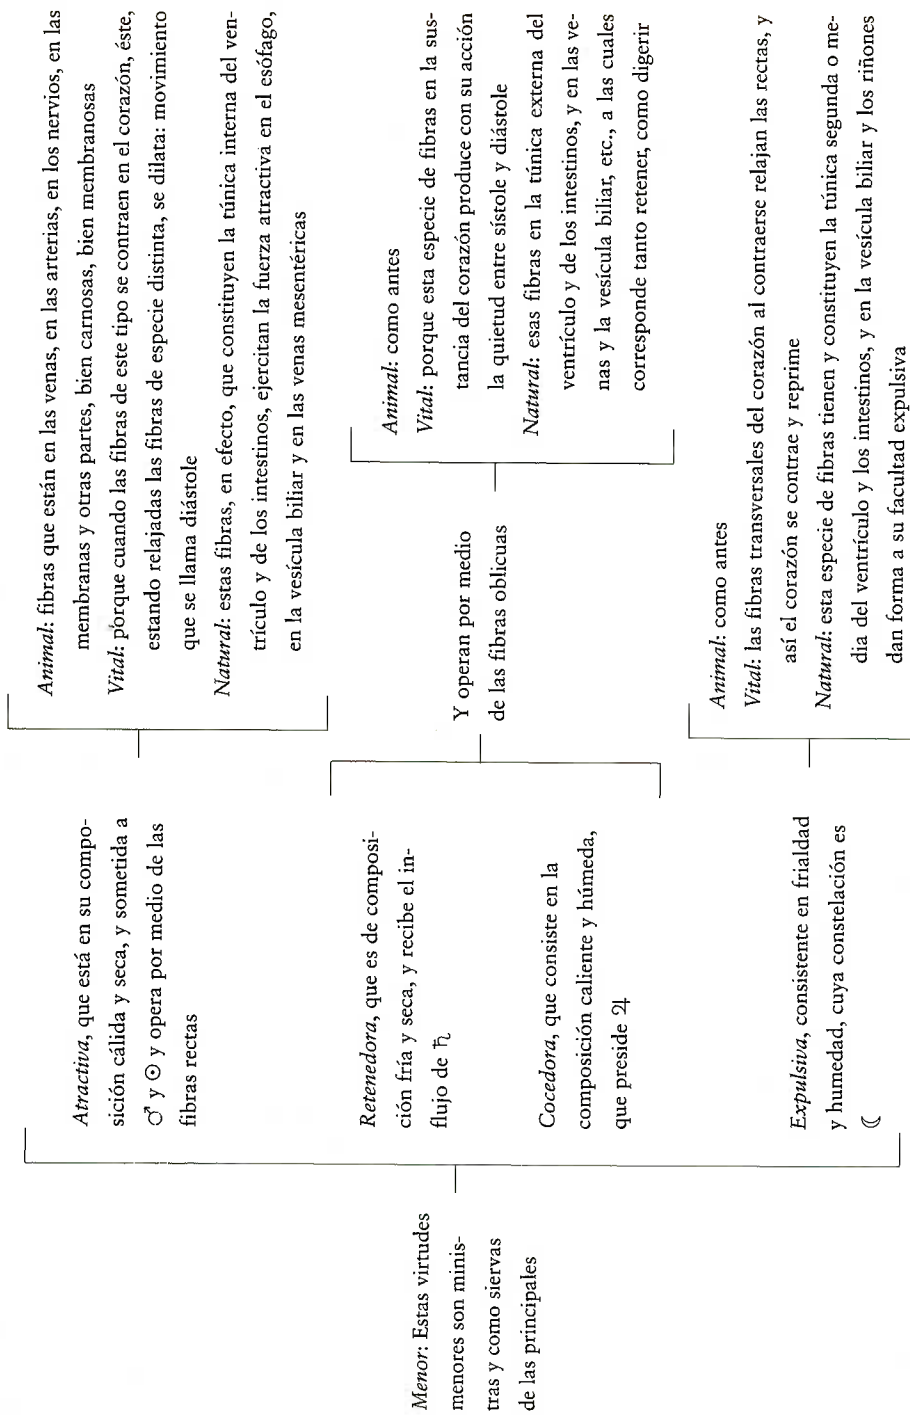 Menor: Estas virtudes
menores son minis-
tras y como siervas
de las principales
Atractiva, que está en su compo-
sición cálida y seca, y sometida a
♂ y ☉ y opera por medio de las
fibras rectas
Animal: fibras que están en las venas, en las arterias, en los nervios, en las
membranas y otras partes, bien carnosas, bien membranosas
Vital: porque cuando las fibras de este tipo se contraen en el corazón, éste,
estando relajadas las fibras de especie distinta, se dilata: movimiento
que se llama diástole
Natural: estas fibras, en efecto, que constituyen la túnica interna del ven-
trículo y de los intestinos, ejercitan la fuerza atractiva en el esófago,
en la vesícula biliar y en las venas mesentéricas
Retenedora, que es de composi-
ción fría y seca, y recibe el in-
flujo de ♄
Cocedora, que consiste en la
composición caliente y húmeda,
que preside ♃
Y operan por medio
de las fibras oblicuas
Animal: como antes
Vital: porque esta especie de fibras en la sus-
tancia del corazón produce con su acción
la quietud entre sístole y diástole
Natural: esas fibras en la túnica externa del
ventrículo y de los intestinos, y en las ve-
nas y la vesícula biliar, etc., a las cuales
corresponde tanto retener, como digerir
Expulsiva, consistente en frialdad
y humedad, cuya constelación es
☾
Animal: como antes
Vital: las fibras transversales del corazón al contraerse relajan las rectas, y
así el corazón se contrae y reprime
Natural: esta especie de fibras tienen y constituyen la túnica segunda o me-
dia del ventrículo y los intestinos, y en la vesícula biliar y los riñones
dan forma a su facultad expulsiva